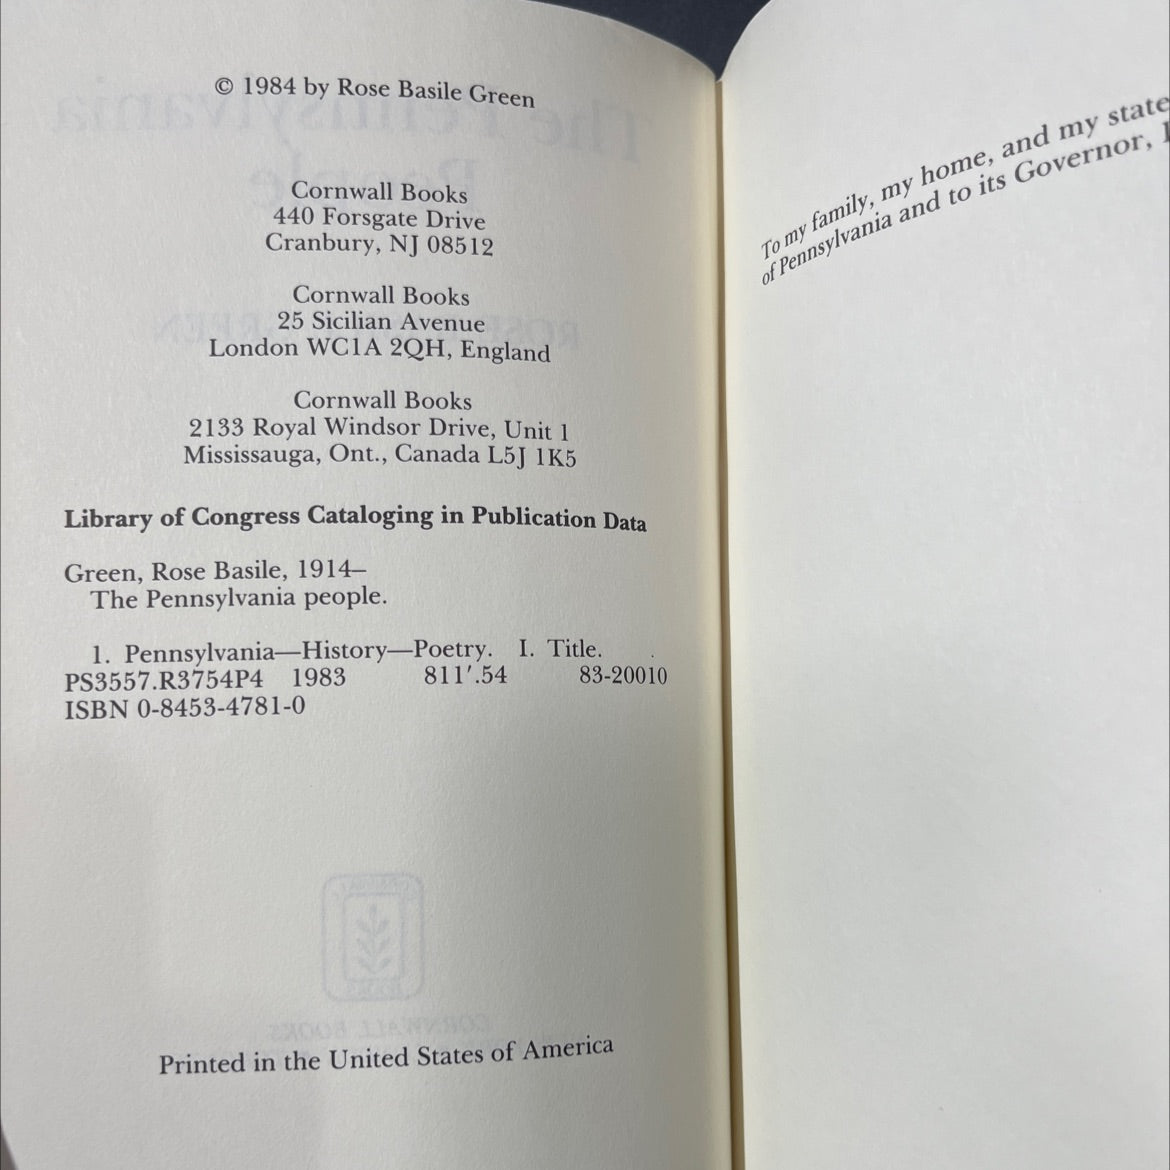 © 1984 by Rose Basile Green
Cornwall Books
440 Forsgate Drive
Cranbury, NJ 08512
Cornwall Books
25 Sicilian Avenue
London WC1A 2QH, England
Cornwall Books
2133 Royal Windsor Drive, Unit 1
Mississauga, Ont., Canada L5J 1K5
Library of Congress Cataloging in Publication Data
Green, Rose Basile, 1914–
The Pennsylvania people.
1. Pennsylvania—History—Poetry. I. Title.
PS3557.R3754P4 1983 811′.54 83-20010
ISBN 0-8453-4781-0
Printed in the United States of America
To my family, my home, and my state
of Pennsylvania and to its Governor,